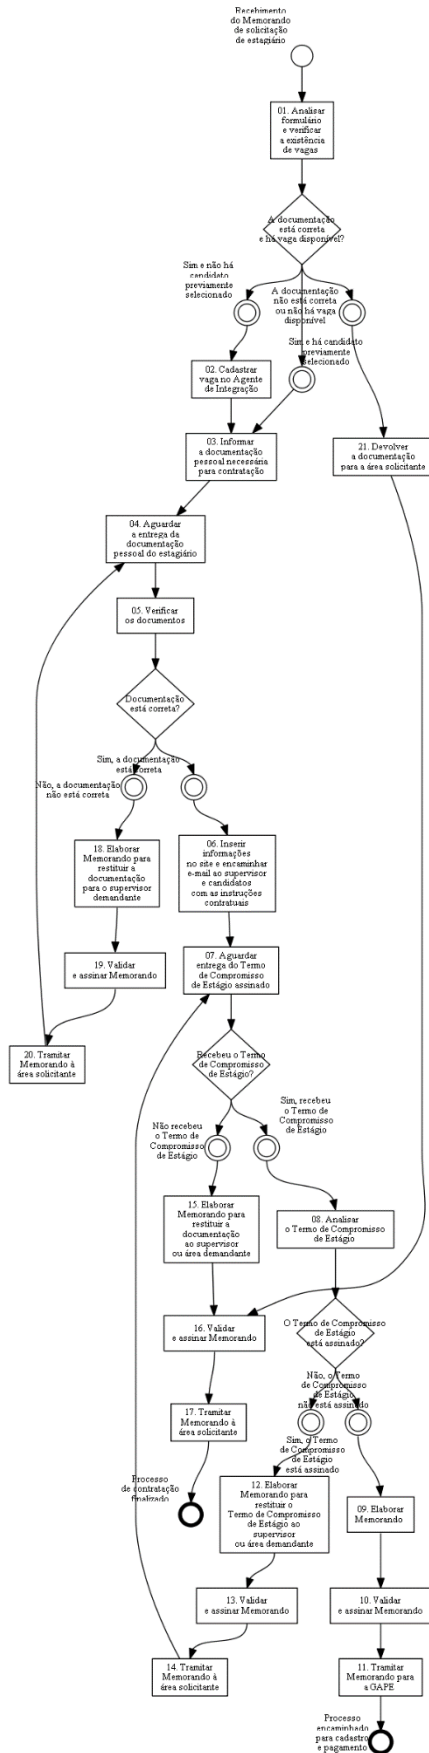 Recebimento
do Memorando
de solicitação
de estagiário
01. Analisar
formulário
e verificar
a existência
de vagas
A documentação
está correta
e há vaga disponível?
Sim e não há
candidato
previamente
selecionado
A documentação
não está correta
ou não há vaga
disponível
Sim e há candidato
previamente
selecionado
02. Cadastrar
vaga no Agente
de Integração
03. Informar
a documentação
pessoal necessária
para contratação
21. Devolver
a documentação
para a área solicitante
04. Aguardar
a entrega da
documentação
pessoal do estagiário
05. Verificar
os documentos
Documentação
está correta?
Sim, a documentação
está correta
Não, a documentação
não está correta
18. Elaborar
Memorando para
restituir a
documentação
para o supervisor
demandante
06. Inserir
informações
no site e encaminhar
e-mail ao supervisor
e candidatos
com as instruções
contratuais
19. Validar
e assinar Memorando
07. Aguardar
entrega do Termo
de Compromisso
de Estágio assinado
20. Tramitar
Memorando à
área solicitante
Recebeu o Termo
de Compromisso
de Estágio?
Sim, recebeu
o Termo de
Compromisso
de Estágio
Não recebeu
o Termo de
Compromisso
de Estágio
15. Elaborar
Memorando para
restituir a
documentação
ao supervisor
ou área demandante
08. Analisar
o Termo de Compromisso
de Estágio
16. Validar
e assinar Memorando
O Termo de Compromisso
de Estágio
está assinado?
Não, o Termo
de Compromisso
de Estágio
não está assinado
17. Tramitar
Memorando à
área solicitante
Sim, o Termo
de Compromisso
de Estágio
está assinado
Processo
de contratação
finalizado
12. Elaborar
Memorando para
restituir o
Termo de Compromisso
de Estágio ao
supervisor
ou área demandante
09. Elaborar
Memorando
13. Validar
e assinar Memorando
10. Validar
e assinar Memorando
14. Tramitar
Memorando à
área solicitante
11. Tramitar
Memorando para
a GAPE
Processo
encaminhado
para cadastro
e pagamento